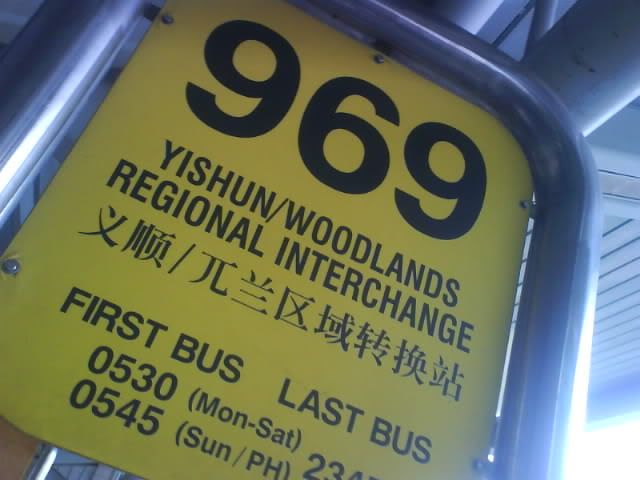 969
YISHUN/WOODLANDS
REGIONAL INTERCHANGE
义顺/兀兰区域转换站
FIRST BUS LAST BUS
0530 (Mon-Sat)
0545 (Sun/PH)